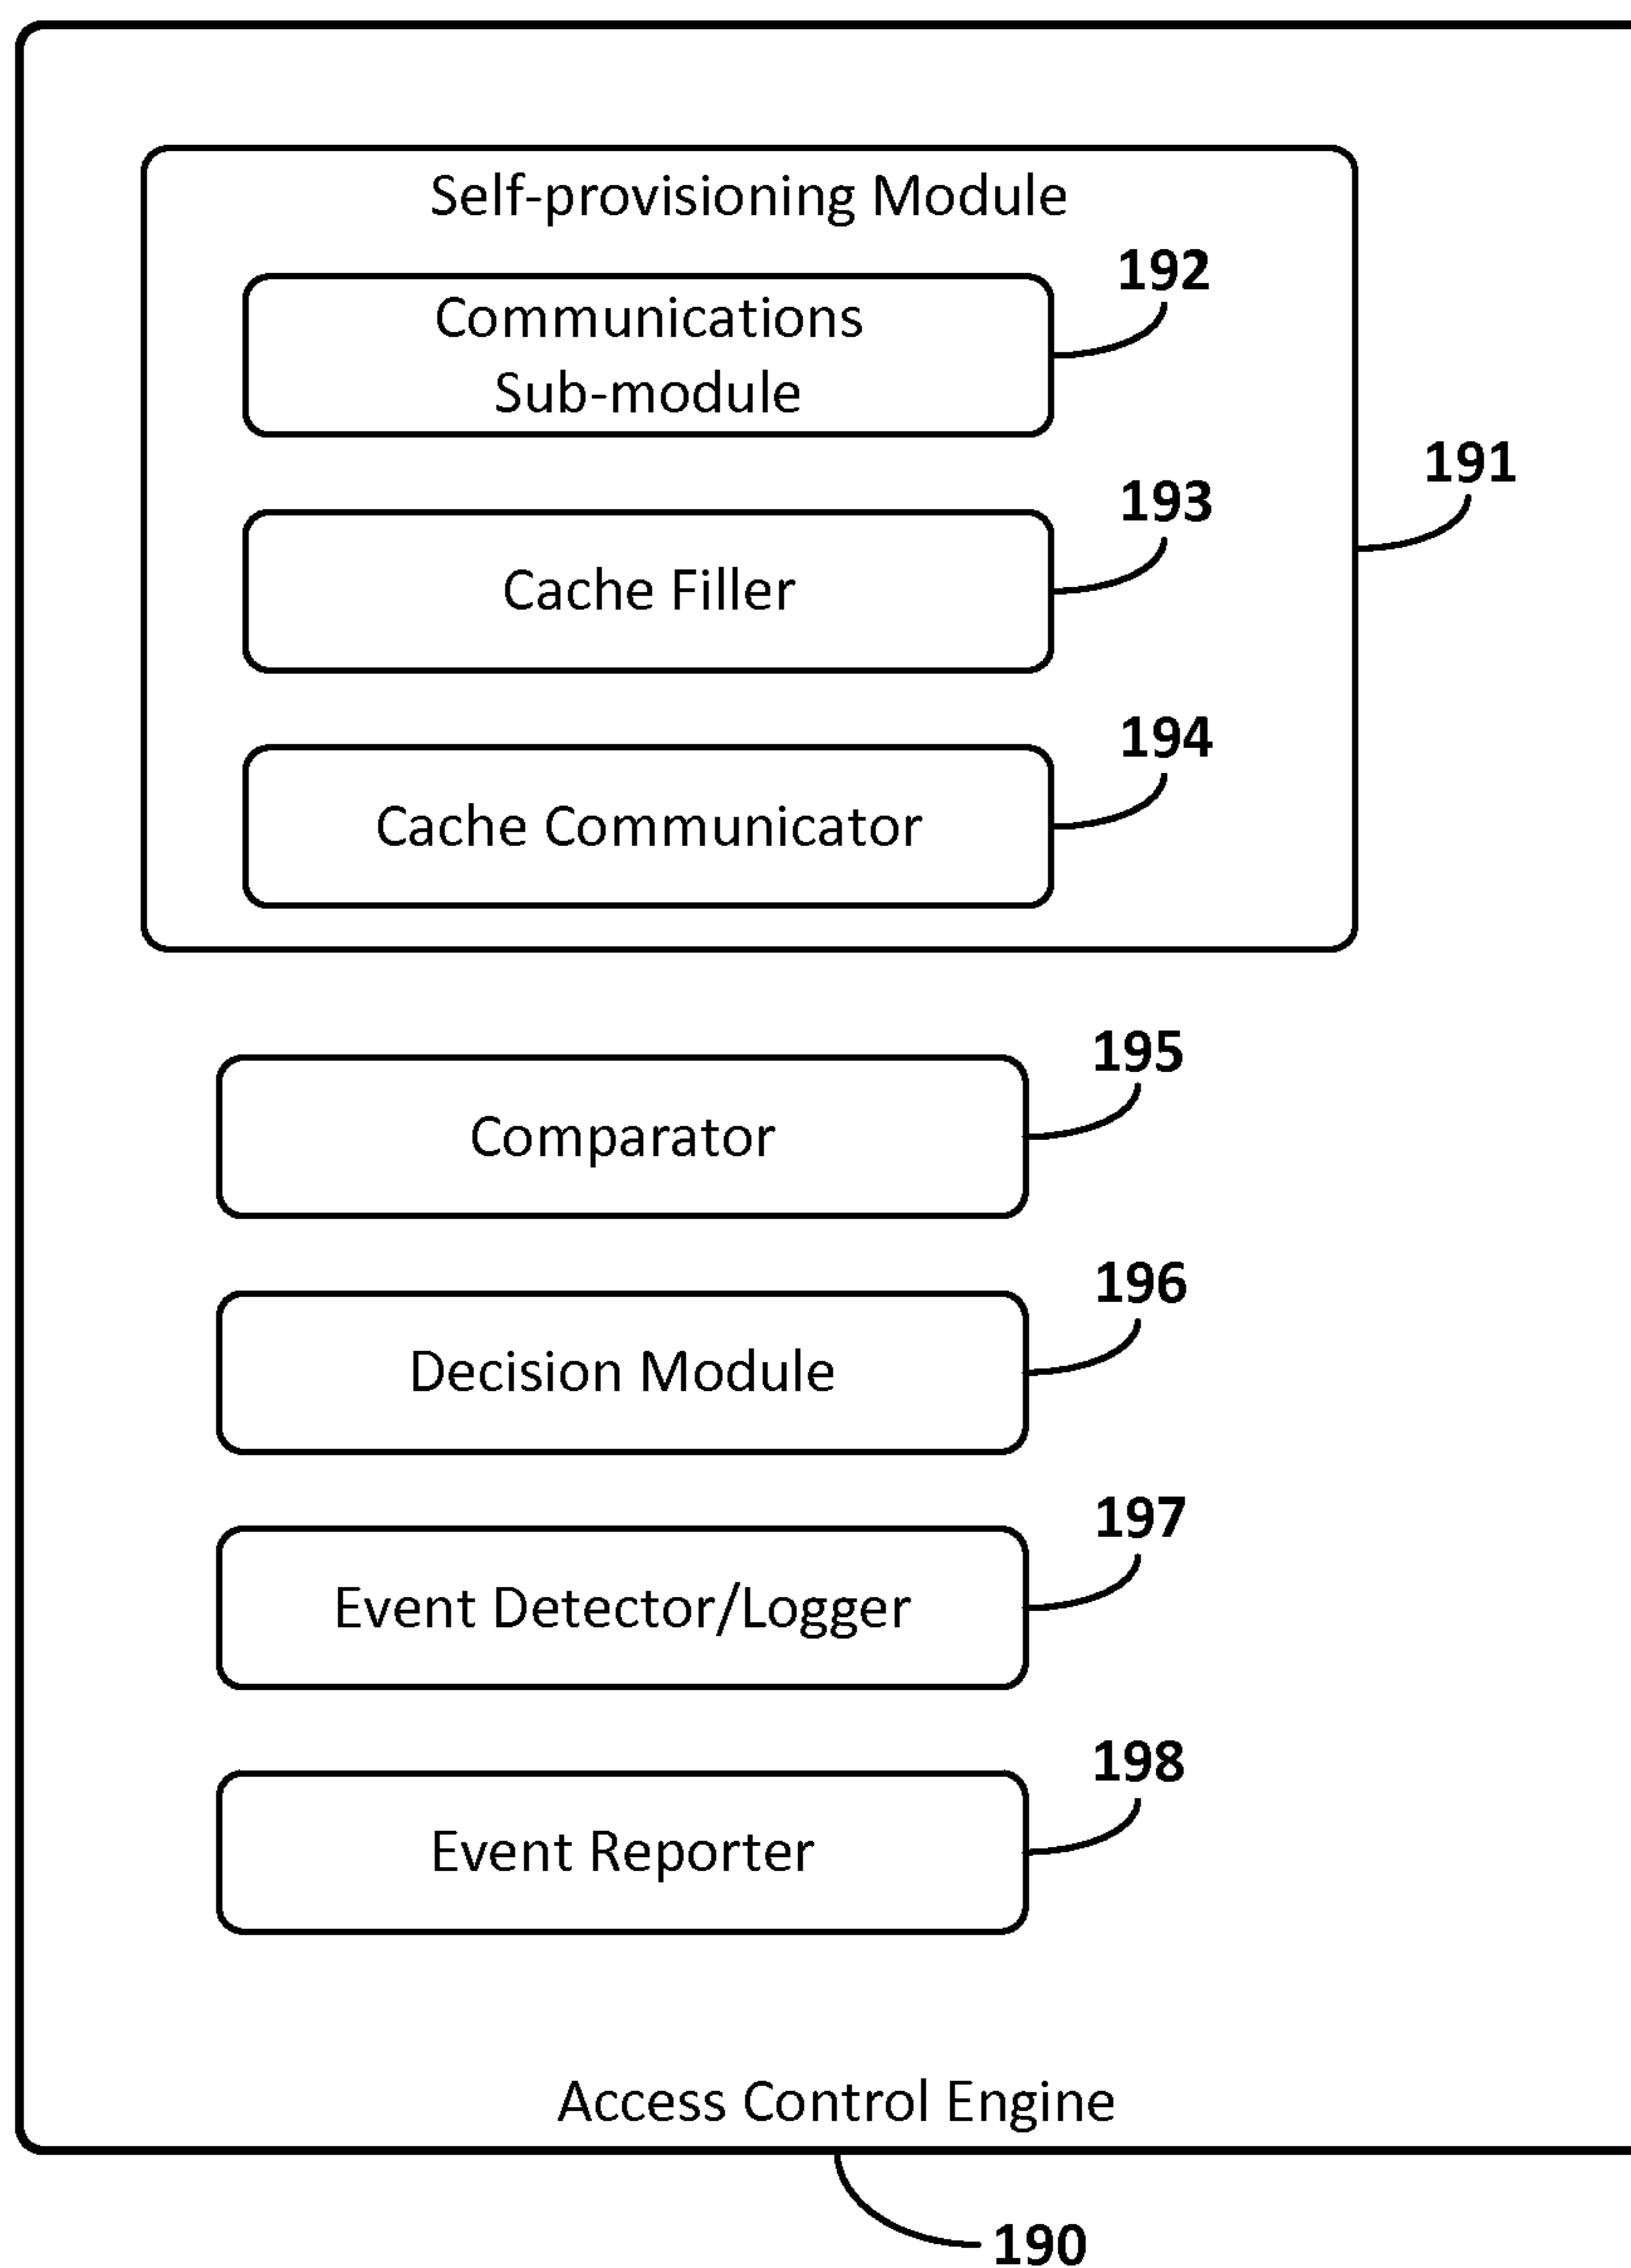 Self-provisioning Module
192
Communications
Sub-module
191
193
Cache Filler
194
Cache Communicator
195
Comparator
196
Decision Module
197
Event Detector/Logger
198
Event Reporter
Access Control Engine
190